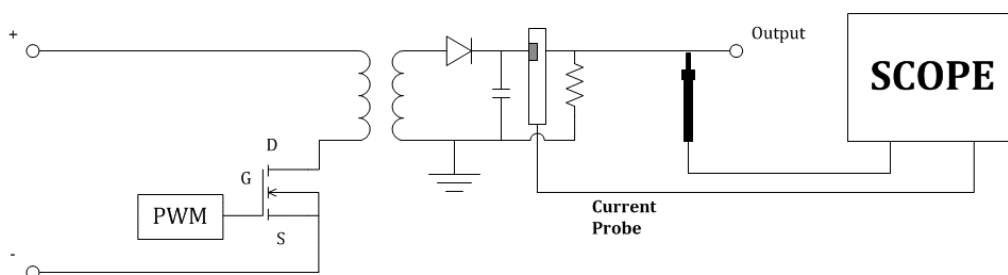 +
Output
SCOPE
D
G
PWM
S
Current
Probe
-